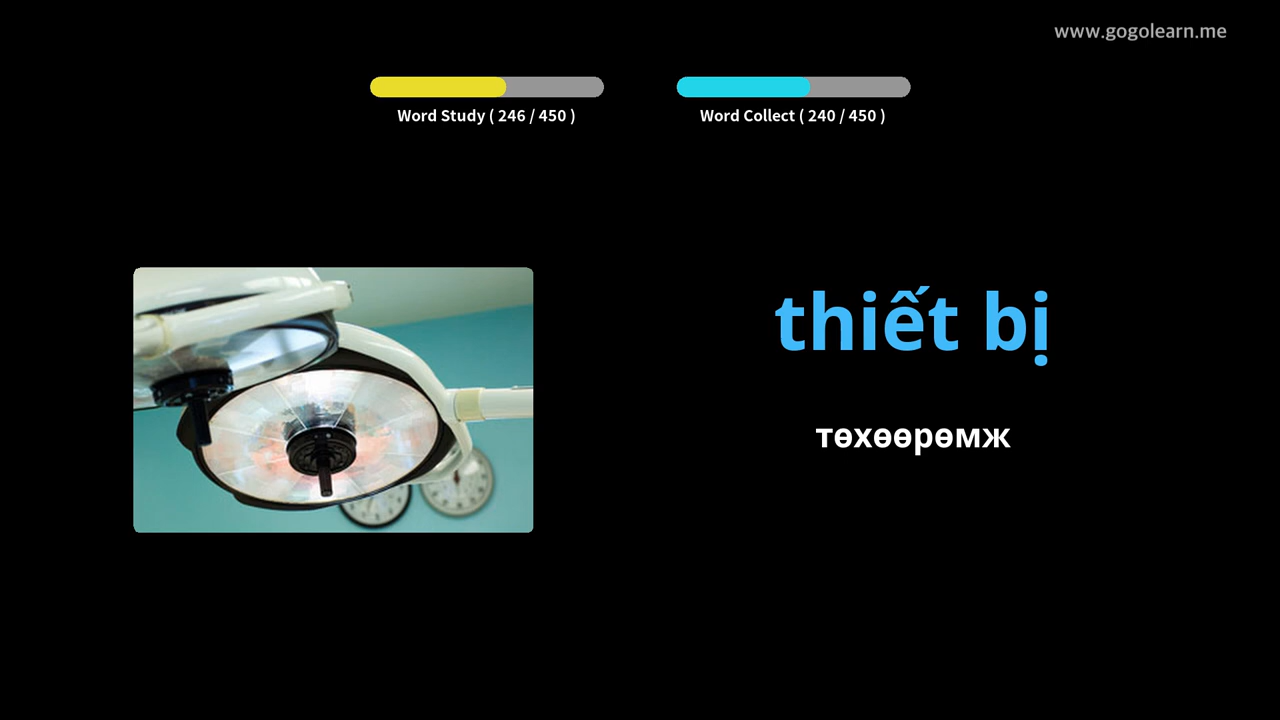 www.gogolearn.me
Word Study ( 246 / 450 )
Word Collect ( 240 / 450 )
thiết bị
төхөөрөмж